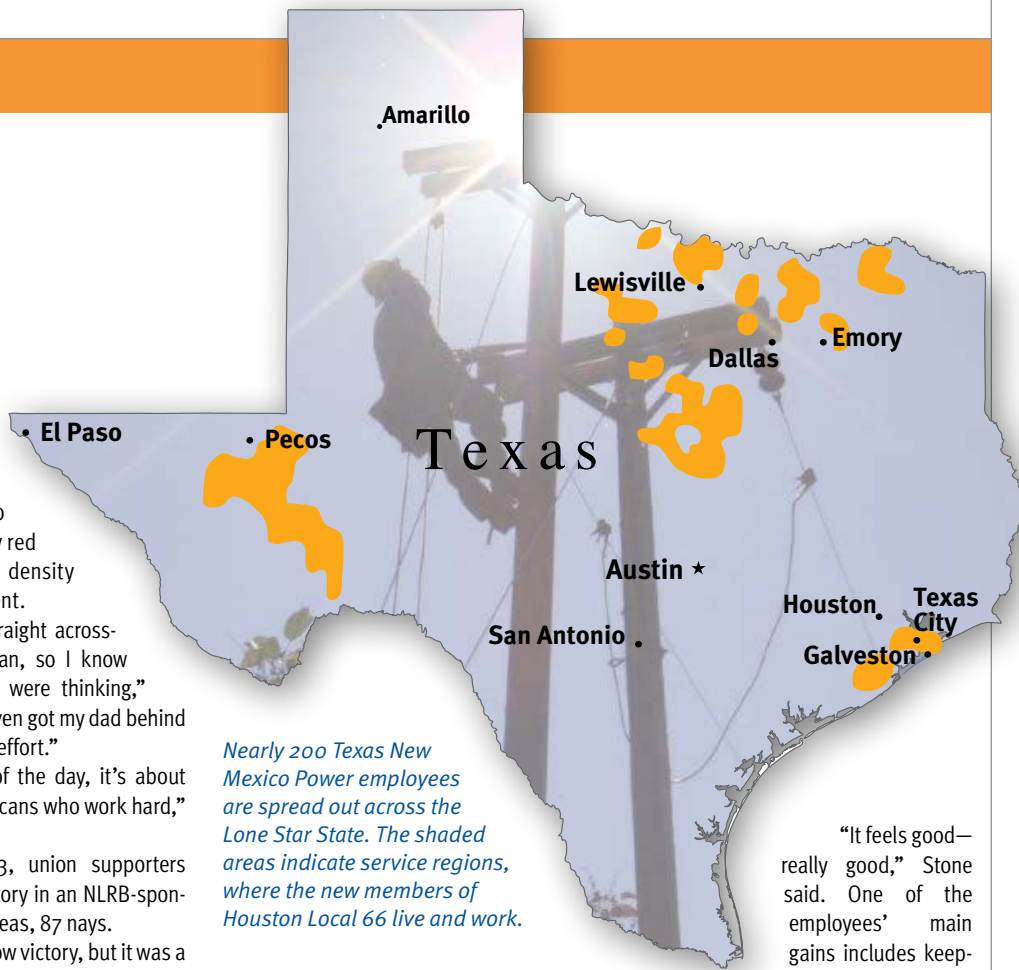 Amarillo
Lewisville
Emory
Dallas
El Paso
Pecos
Texas
Austin
Houston
Texas
City
San Antonio
Galveston
red
density
raight across-
an, so I know
were thinking,”
ven got my dad behind
effort.”
of the day, it’s about
cans who work hard,”
3, union supporters
tory in an NLRB-spon-
eas, 87 nays.
ow victory, but it was a
Nearly 200 Texas New
Mexico Power employees
are spread out across the
Lone Star State. The shaded
areas indicate service regions,
where the new members of
Houston Local 66 live and work.
“It feels good—
really good,” Stone
said. One of the
employees’ main
gains includes keep-